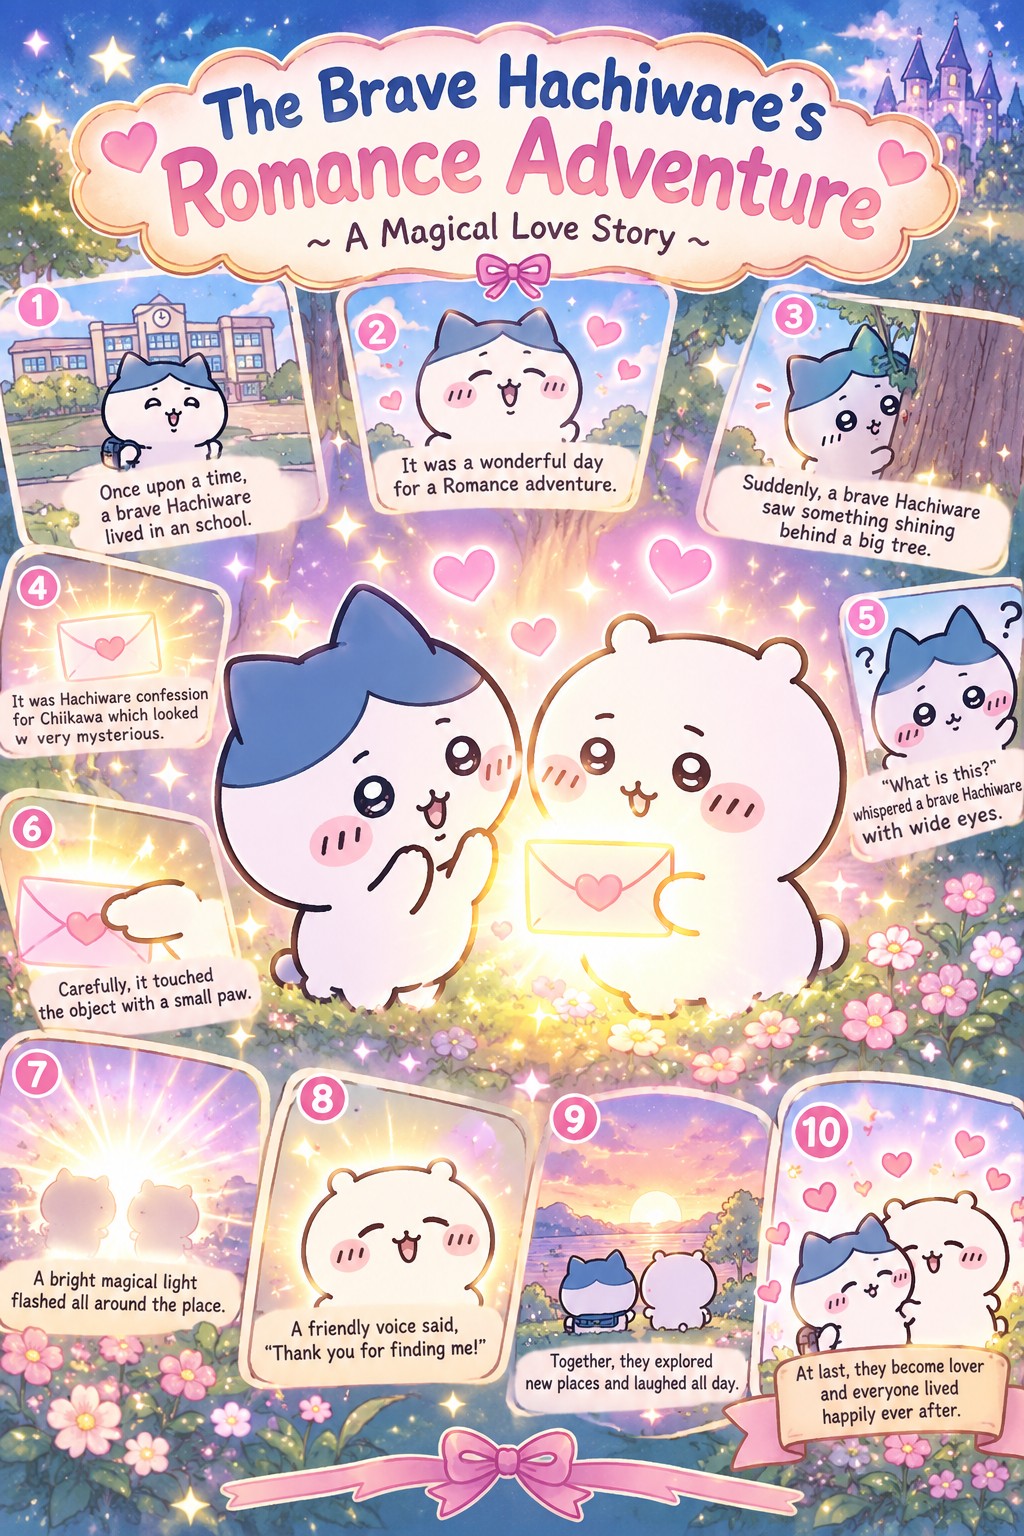 The Brave Hachiware's
Romance Adventure
~ A Magical Love Story ~
1
Once upon a time,
a brave Hachiware
lived in an school.
2
It was a wonderful day
for a Romance adventure.
3
Suddenly, a brave Hachiware
saw something shining
behind a big tree.
4
It was Hachiware confession
for Chiikawa which looked
w very mysterious.
5
? ?
"What is this?"
whispered a brave Hachiware
with wide eyes.
6
Carefully, it touched
the object with a small paw.
7
A bright magical light
flashed all around the place.
8
A friendly voice said,
"Thank you for finding me!"
9
Together, they explored
new places and laughed all day.
10
At last, they become lover
and everyone lived
happily ever after.